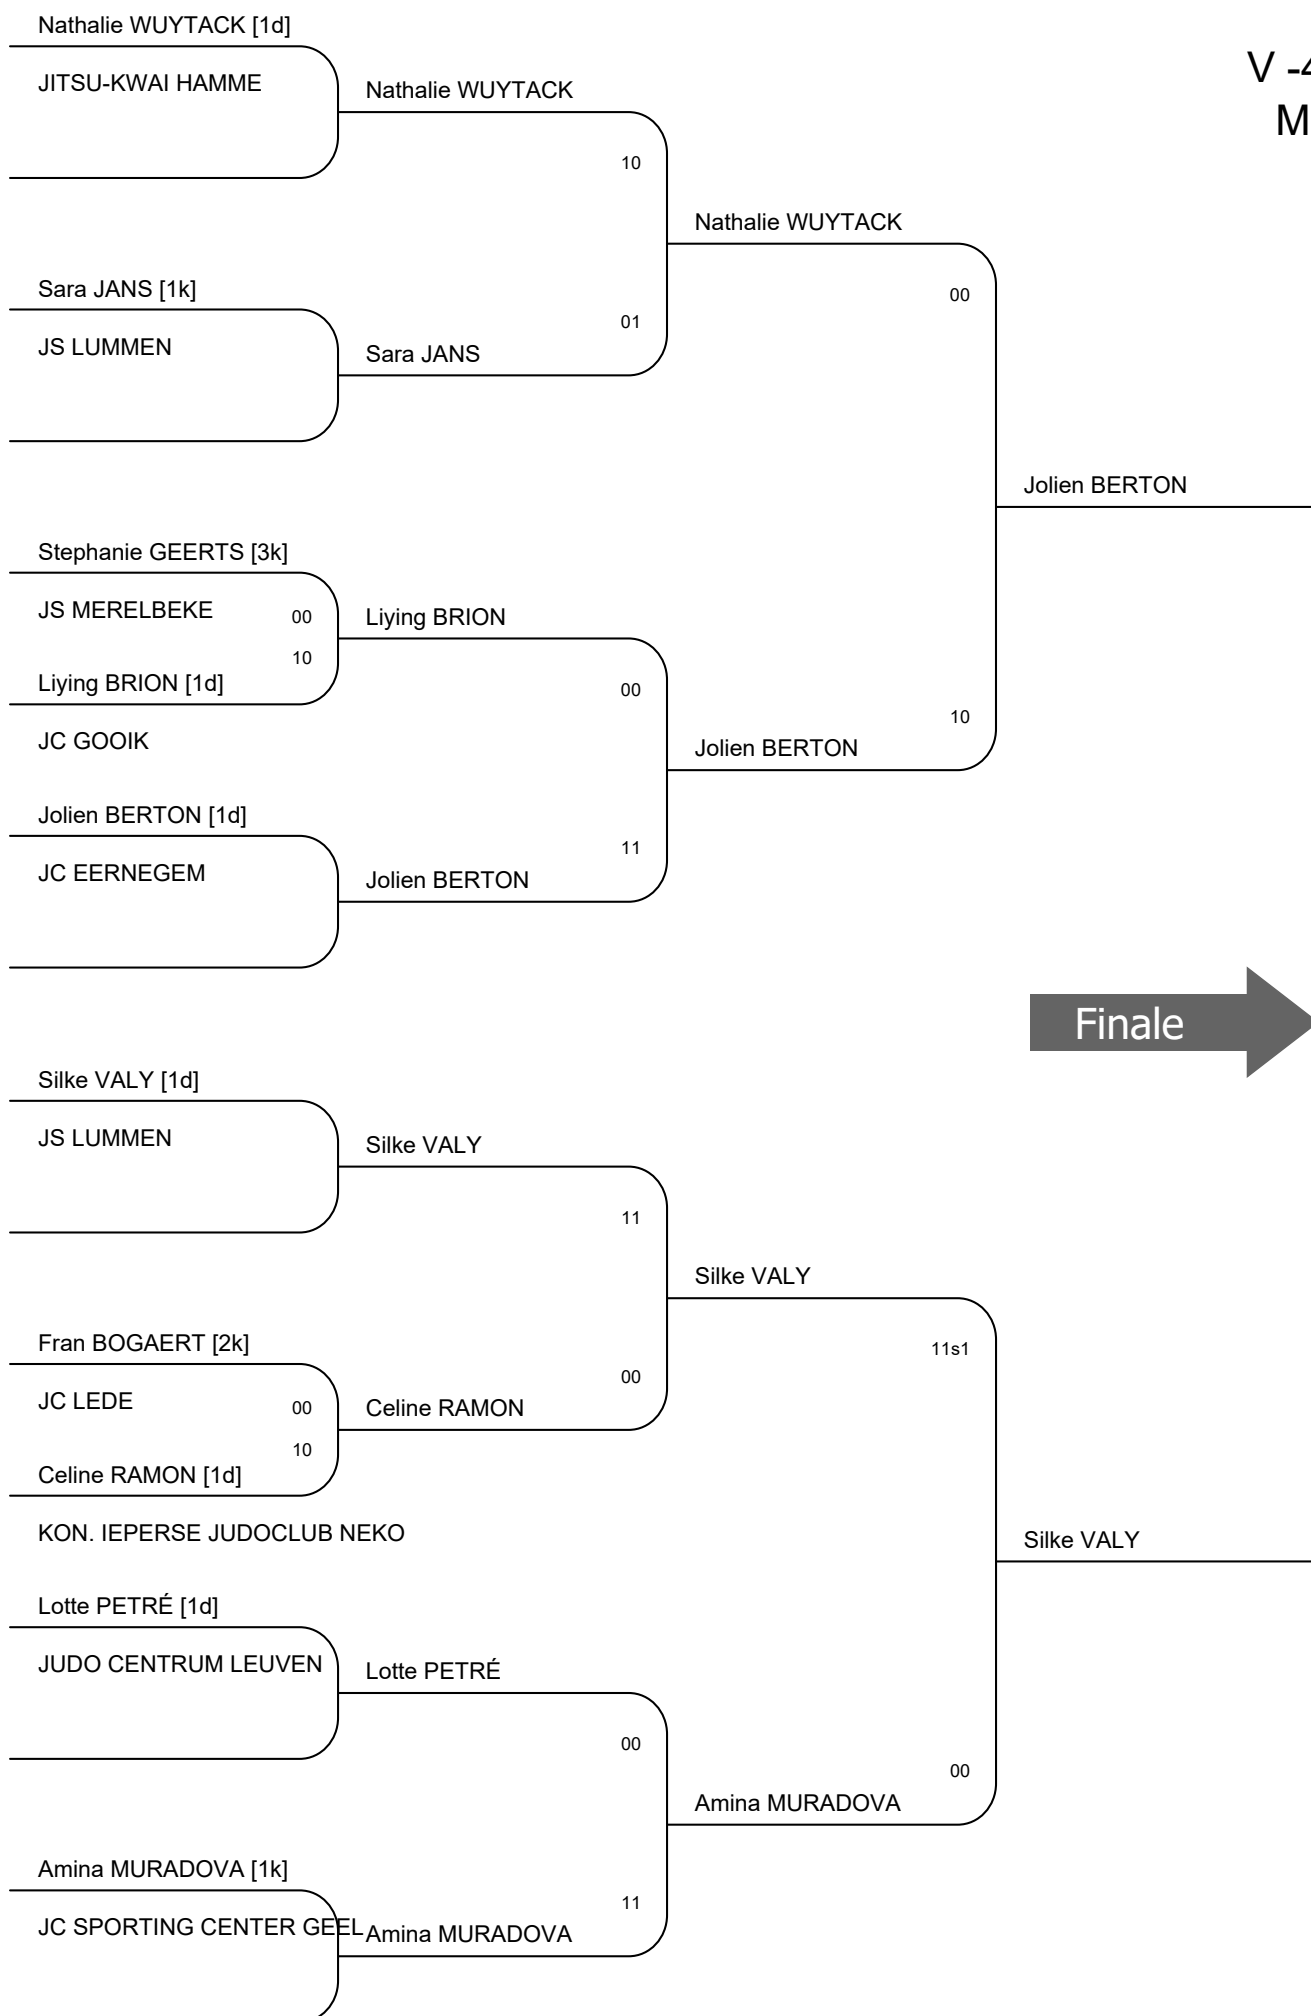 Nathalie WUYTACK [1d]
JITSU-KWAI HAMME
Nathalie WUYTACK
V -4
M
10
Nathalie WUYTACK
Sara JANS [1k]
00
01
JS LUMMEN
Sara JANS
Jolien BERTON
Stephanie GEERTS [3k]
JS MERELBEKE
00
Liying BRION
10
Liying BRION [1d]
00
10
JC GOOIK
Jolien BERTON
Jolien BERTON [1d]
11
JC EERNEGEM
Jolien BERTON
Finale
Silke VALY [1d]
JS LUMMEN
Silke VALY
11
Silke VALY
Fran BOGAERT [2k]
11s1
00
JC LEDE
00
Celine RAMON
10
Celine RAMON [1d]
KON. IEPERSE JUDOCLUB NEKO
Silke VALY
Lotte PETRÉ [1d]
JUDO CENTRUM LEUVEN
Lotte PETRÉ
00
00
Amina MURADOVA
Amina MURADOVA [1k]
11
JC SPORTING CENTER GEEL
Amina MURADOVA